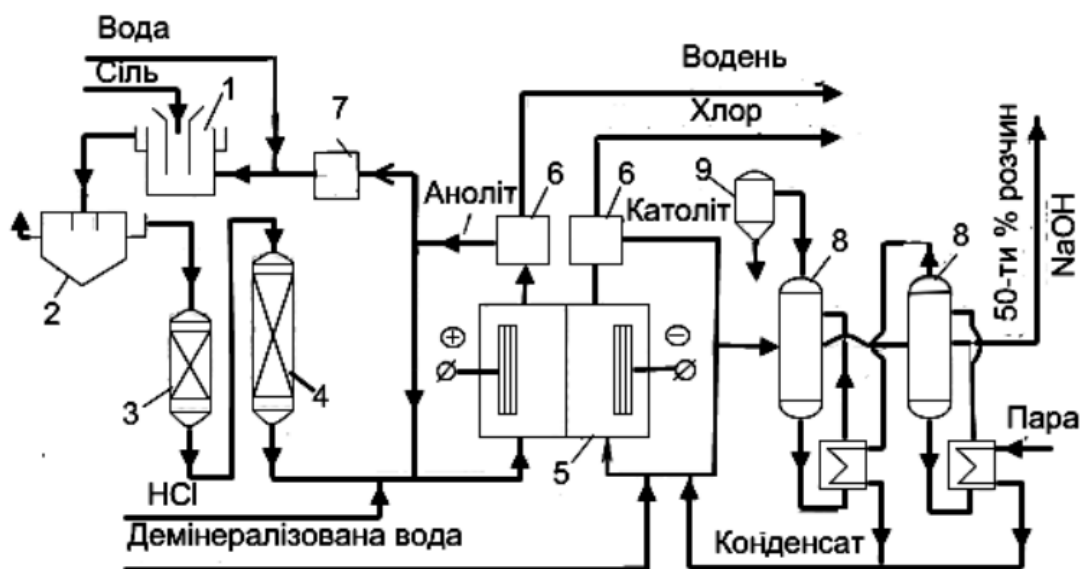 Вода
Сіль
1
7
Водень
Хлор
9
6
6
Аноліт
Католіт
8
8
50-ти % розчин
NaOH
2
+
−
3
4
5
Пара
HCl
Демінералізована вода
Конденсат